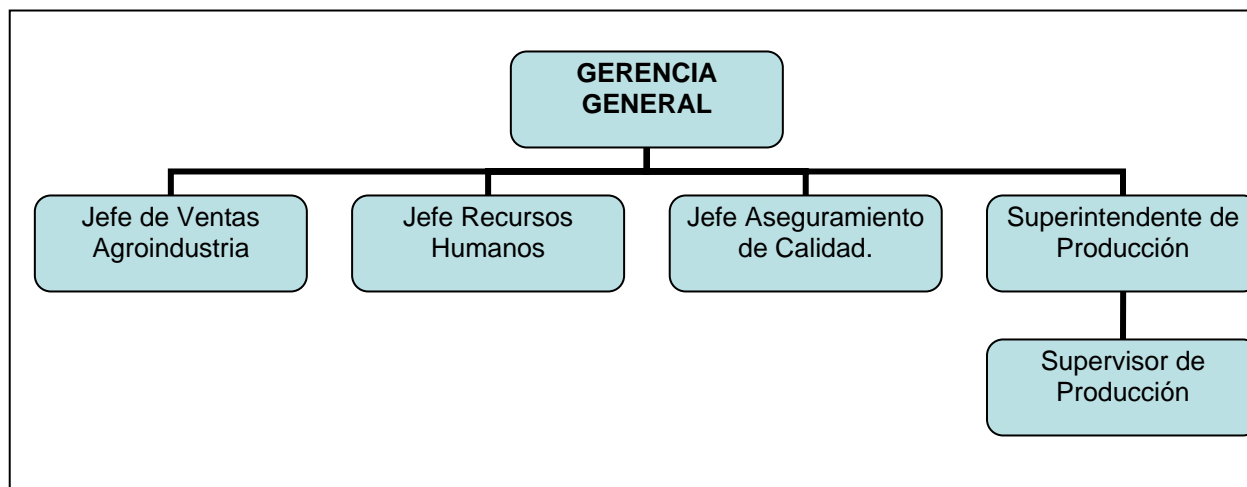 GERENCIA
GENERAL
Jefe de Ventas
Agroindustria
Jefe Recursos
Humanos
Jefe Aseguramiento
de Calidad.
Superintendente de
Producción
Supervisor de
Producción